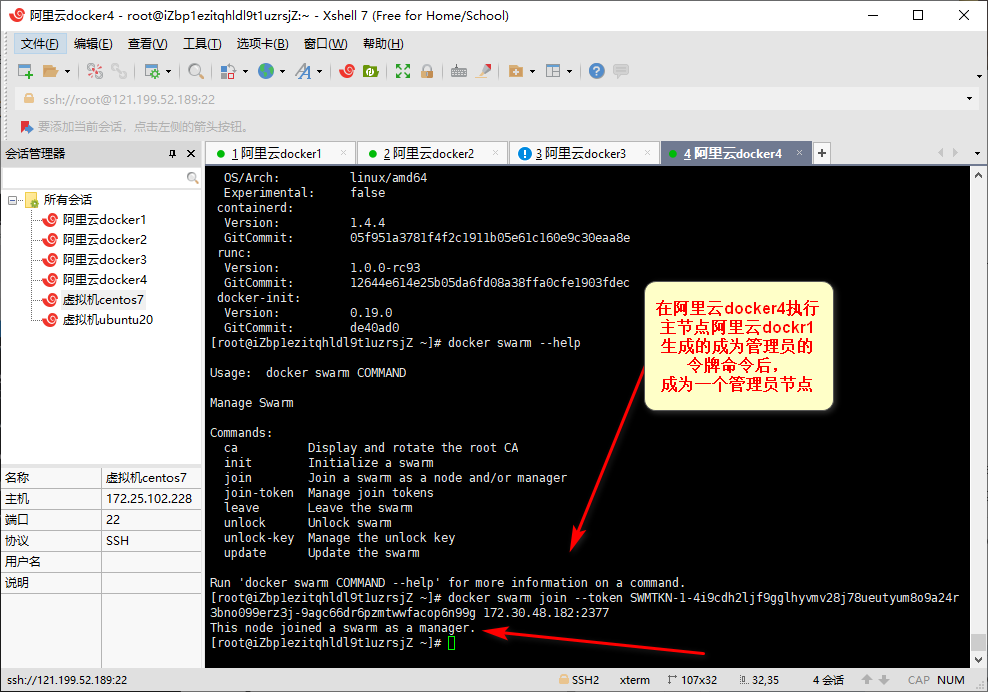 阿里云docker4 - root@iZbp1ezitqhldl9t1uzrsjZ:~ - Xshell 7 (Free for Home/School)
文件(F) 编辑(E) 查看(V) 工具(T) 选项卡(B) 窗口(W) 帮助(H)
ssh://root@121.199.52.189:22
要添加当前会话，点击左侧的箭头按钮。
会话管理器
1 阿里云docker1 2 阿里云docker2 3 阿里云docker3 4 阿里云docker4
所有会话
阿里云docker1
阿里云docker2
阿里云docker3
阿里云docker4
虚拟机centos7
虚拟机ubuntu20
名称 虚拟机centos7
主机 172.25.102.228
端口 22
协议 SSH
用户名
说明
OS/Arch: linux/amd64
Experimental: false
containerd:
Version: 1.4.4
GitCommit: 05f951a3781f4f2c1911b05e61c160e9c30eaa8e
runc:
Version: 1.0.0-rc93
GitCommit: 12644e614e25b05da6fd08a38ffa0cfe1903fdec
docker-init:
Version: 0.19.0
GitCommit: de40ad0
[root@iZbp1ezitqhldl9t1uzrsjZ ~]# docker swarm --help
Usage: docker swarm COMMAND
Manage Swarm
Commands:
ca Display and rotate the root CA
init Initialize a swarm
join Join a swarm as a node and/or manager
join-token Manage join tokens
leave Leave the swarm
unlock Unlock swarm
unlock-key Manage the unlock key
update Update the swarm
Run 'docker swarm COMMAND --help' for more information on a command.
[root@iZbp1ezitqhldl9t1uzrsjZ ~]# docker swarm join --token SWMTKN-1-4i9cdh2ljf9gglhyvmv28j78ueutyum8o9a24r
3bno099erz3j-9agc66dr6pzmtwwfacop6n99g 172.30.48.182:2377
This node joined a swarm as a manager.
[root@iZbp1ezitqhldl9t1uzrsjZ ~]#
在阿里云docker4执行
主节点阿里云dockr1
生成的成为管理员的
令牌命令后，
成为一个管理员节点
ssh://121.199.52.189:22 SSH2 xterm 107x32 32,35 4 会话 CAP NUM